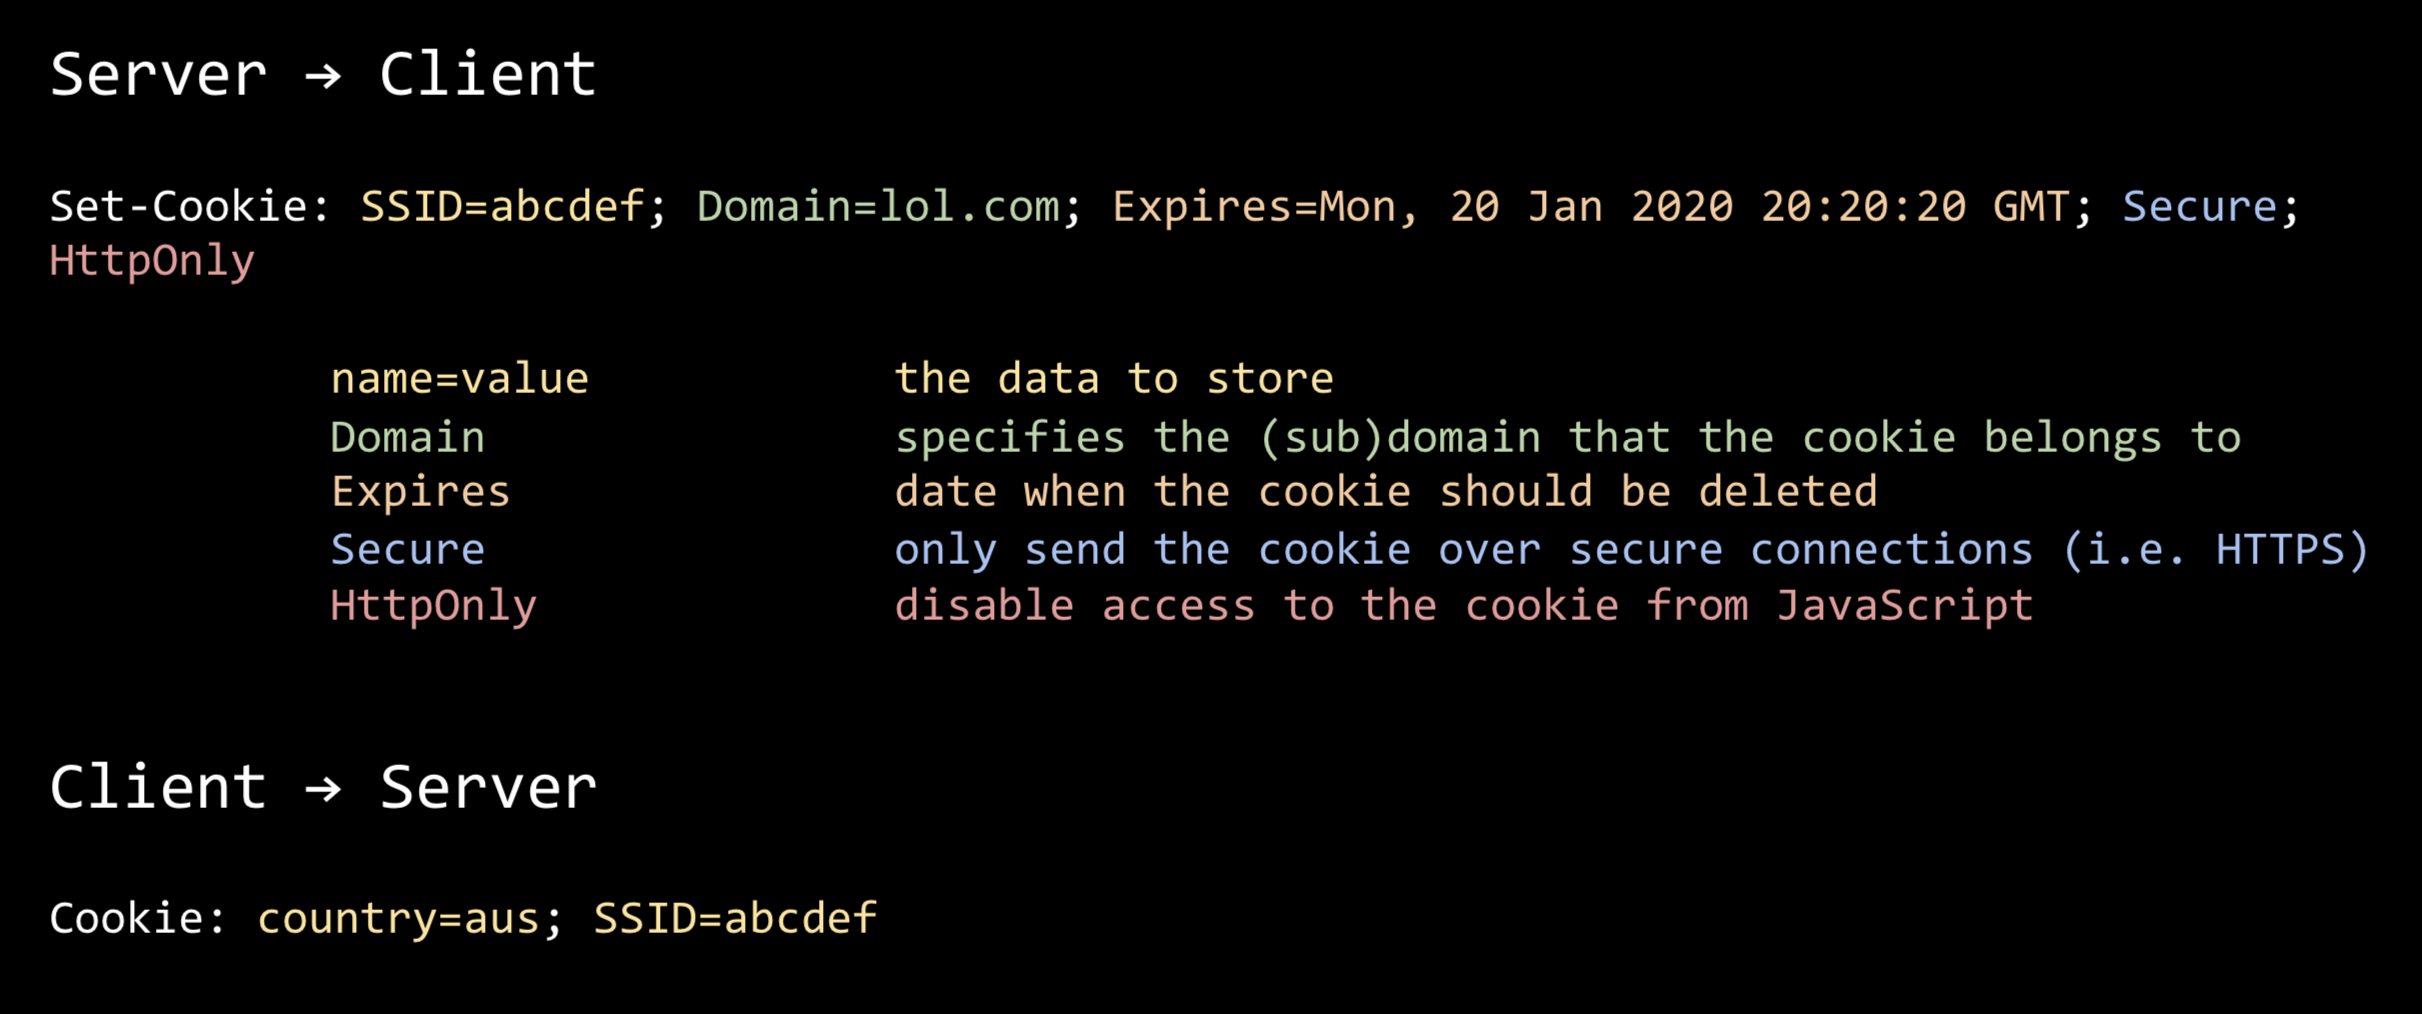 Server → Client
Set-Cookie: SSID=abcdef; Domain=lol.com; Expires=Mon, 20 Jan 2020 20:20:20 GMT; Secure;
HttpOnly
name=value the data to store
Domain specifies the (sub)domain that the cookie belongs to
Expires date when the cookie should be deleted
Secure only send the cookie over secure connections (i.e. HTTPS)
HttpOnly disable access to the cookie from JavaScript
Client → Server
Cookie: country=aus; SSID=abcdef